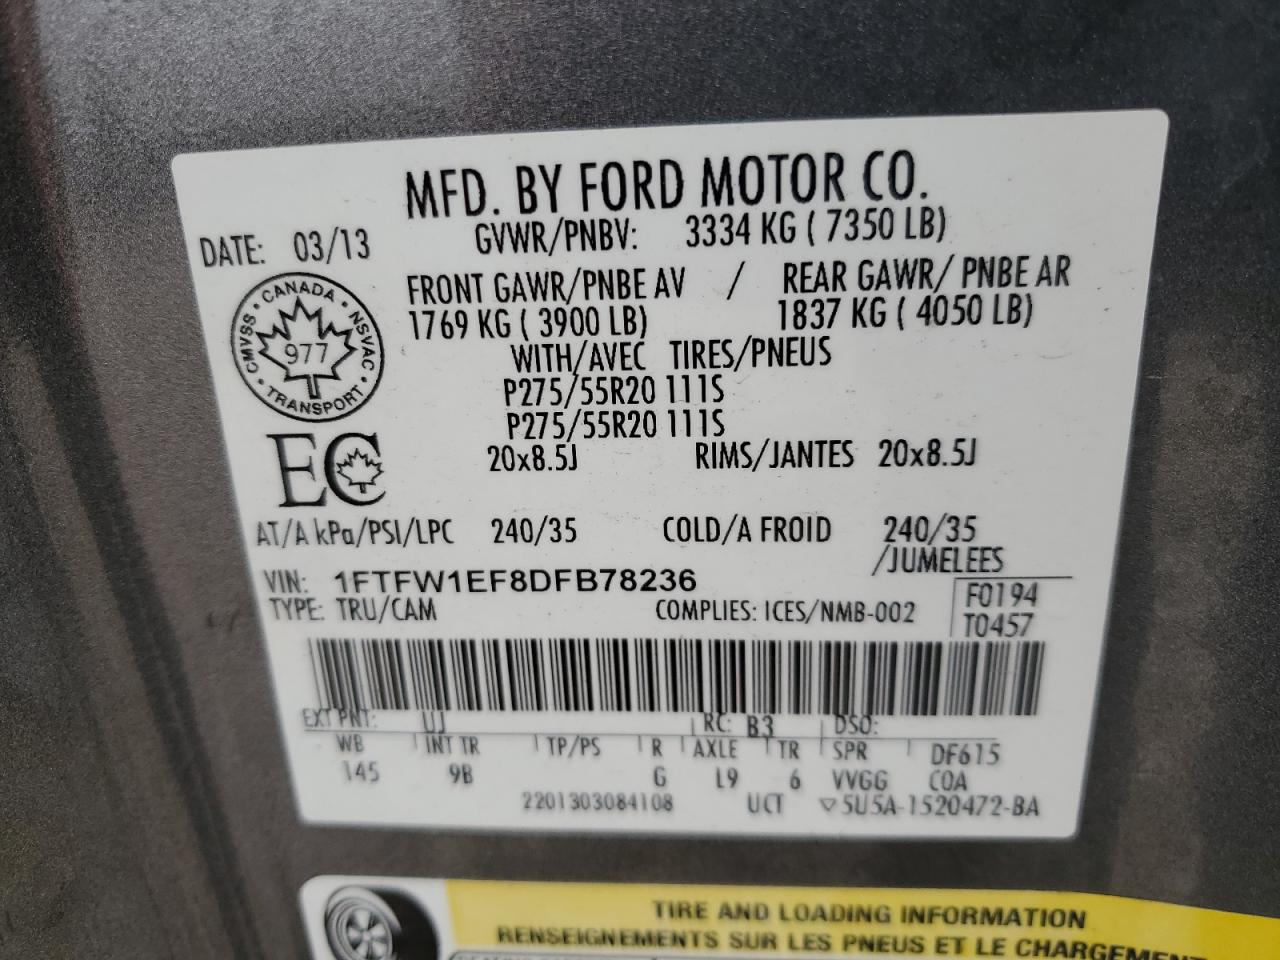 MFD. BY FORD MOTOR CO.
DATE: 03/13 GVWR/PNBV: 3334 KG ( 7350 LB)
FRONT GAWR/PNBE AV / REAR GAWR/ PNBE AR
1769 KG ( 3900 LB) 1837 KG ( 4050 LB)
WITH/AVEC TIRES/PNEUS
P275/55R20 111S
P275/55R20 111S
20x8.5J RIMS/JANTES 20x8.5J
CANADA • NSVAC • TRANSPORT • CMVSS •
977
EC
AT/A kPa/PSI/LPC 240/35 COLD/A FROID 240/35
/JUMELEES
VIN: 1FTFW1EF8DFB78236
TYPE: TRU/CAM COMPLIES: ICES/NMB-002
F0194
T0457
EXT PNT: UJ RC: B3 DSO:
WB INT TR TP/PS R AXLE TR SPR DF615
145 9B G L9 6 VVGG COA
2201303084108 UCT ▽5U5A-1520472-BA
TIRE AND LOADING INFORMATION
RENSEIGNEMENTS SUR LES PNEUS ET LE CHARGEMENT